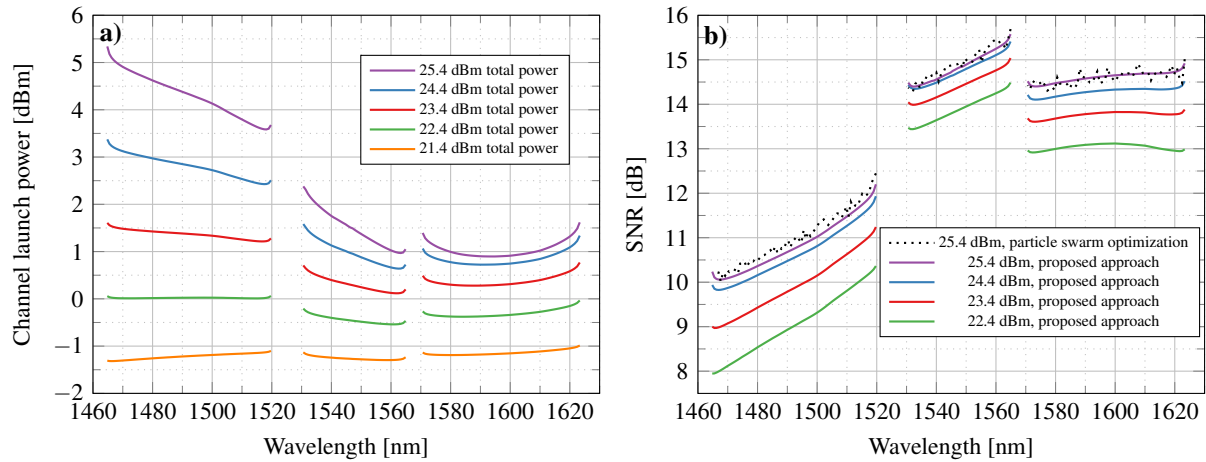 a)
Channel launch power [dBm]
6
5
4
3
2
1
0
−1
−2
25.4 dBm total power
24.4 dBm total power
23.4 dBm total power
22.4 dBm total power
21.4 dBm total power
1460 1480 1500 1520 1540 1560 1580 1600 1620
Wavelength [nm]
b)
SNR [dB]
16
15
14
13
12
11
10
9
8
25.4 dBm, particle swarm optimization
25.4 dBm, proposed approach
24.4 dBm, proposed approach
23.4 dBm, proposed approach
22.4 dBm, proposed approach
1460 1480 1500 1520 1540 1560 1580 1600 1620
Wavelength [nm]